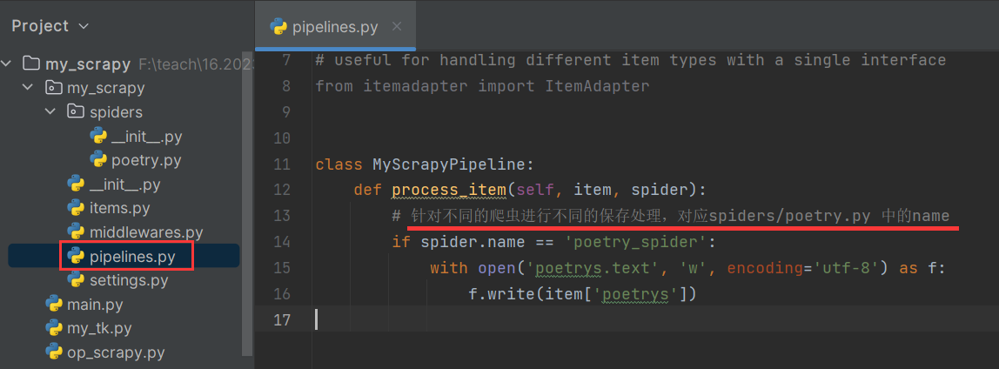 Project
my_scrapy F:\teach\16.202
my_scrapy
spiders
__init__.py
poetry.py
__init__.py
items.py
middlewares.py
pipelines.py
settings.py
main.py
my_tk.py
op_scrapy.py
pipelines.py
7 # useful for handling different item types with a single interface
8 from itemadapter import ItemAdapter
9
10
11 class MyScrapyPipeline:
12 def process_item(self, item, spider):
13 # 针对不同的爬虫进行不同的保存处理，对应spiders/poetry.py 中的name
14 if spider.name == 'poetry_spider':
15 with open('poetrys.text', 'w', encoding='utf-8') as f:
16 f.write(item['poetrys'])
17